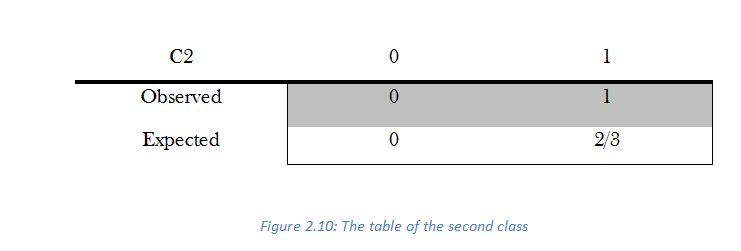 C2 0 1
Observed 0 1
Expected 0 2/3
Figure 2.10: The table of the second class